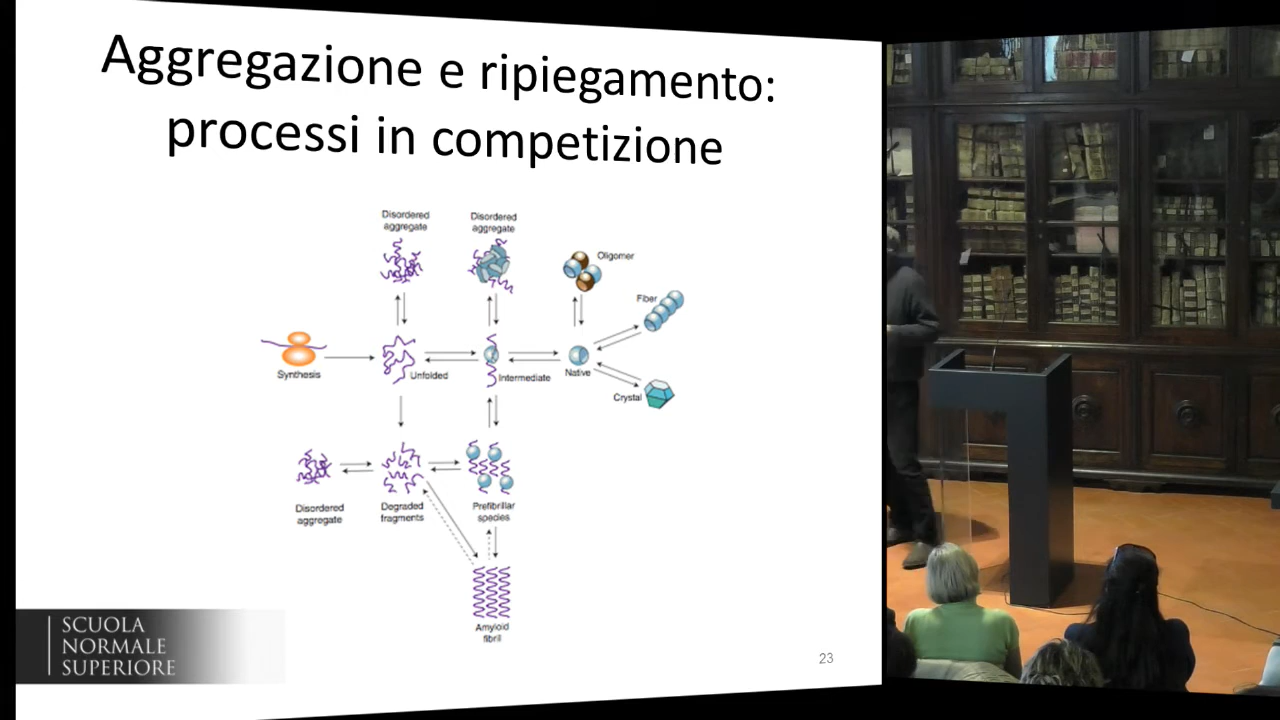 Aggregazione e ripiegamento:
processi in competizione
Disordered
aggregate
Disordered
aggregate
Oligomer
Fiber
Synthesis
Unfolded
Intermediate
Native
Crystal
Disordered
aggregate
Degraded
fragments
Prefibrillar
species
Amyloid
fibril
SCUOLA
NORMALE
SUPERIORE
23